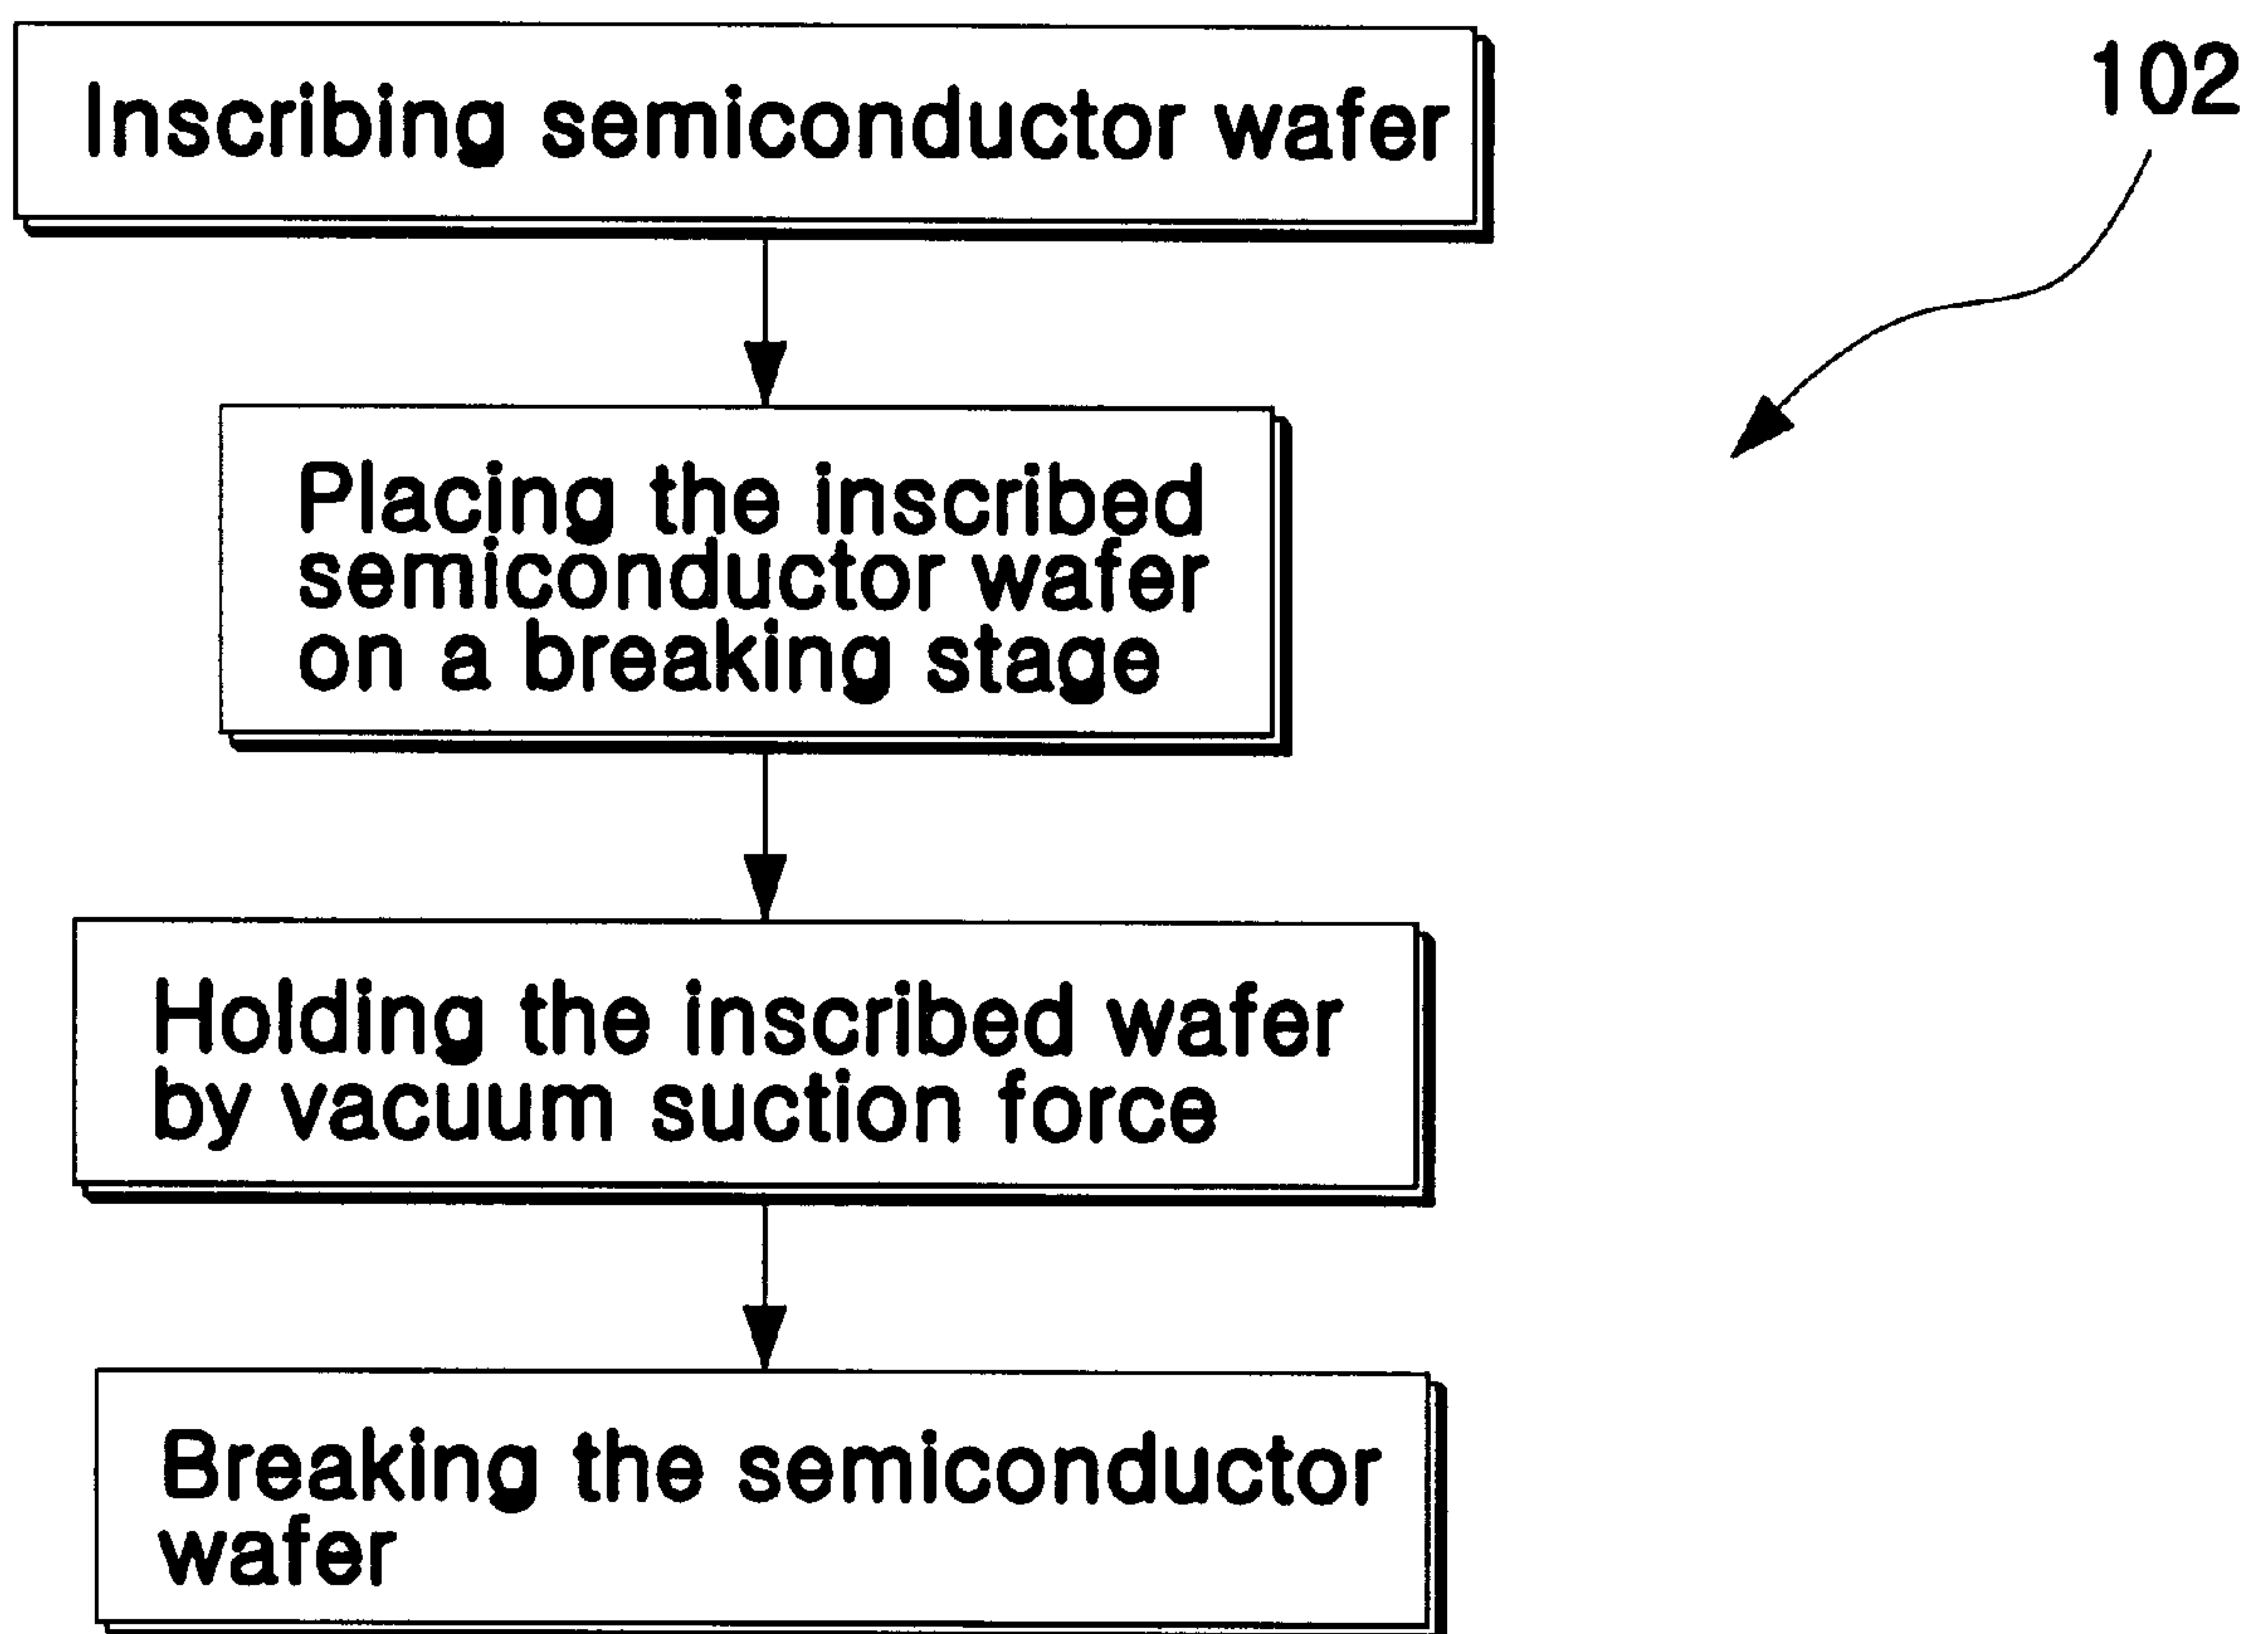 Inscribing semiconductor wafer
102
Placing the inscribed
semiconductor wafer
on a breaking stage
Holding the inscribed wafer
by vacuum suction force
Breaking the semiconductor
wafer